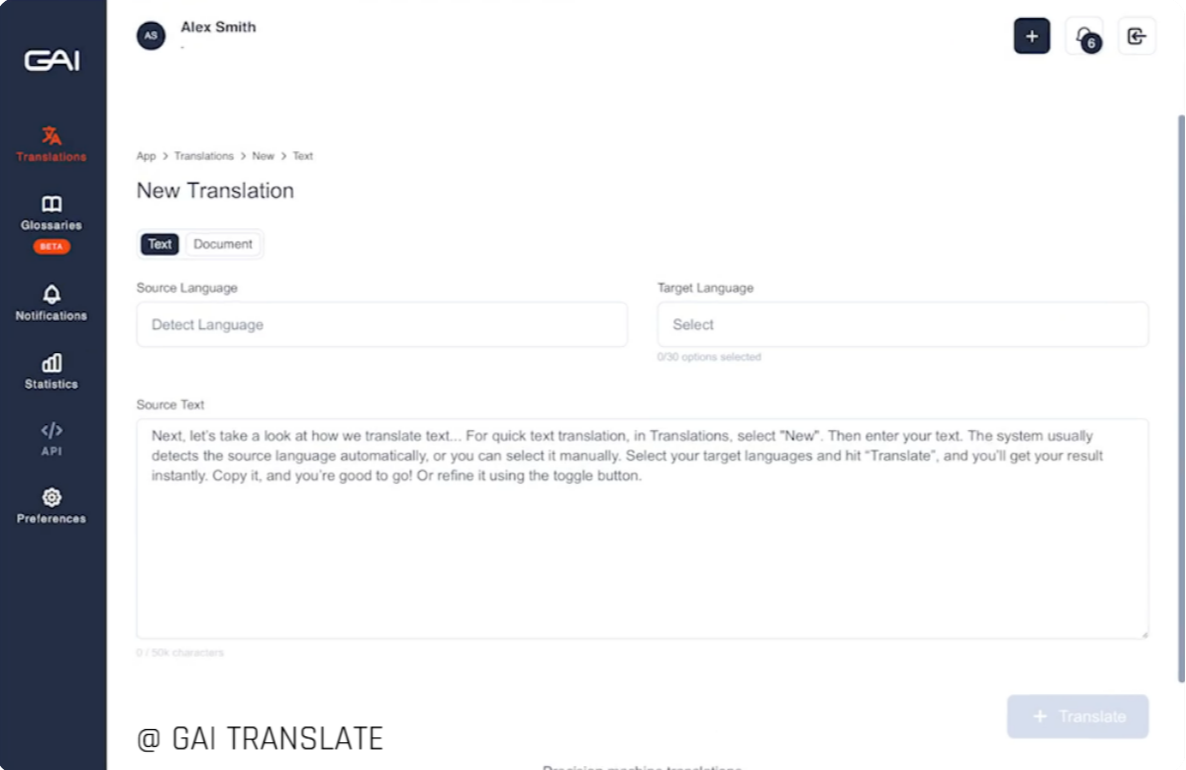 GAI
AS
Alex Smith
-
+
6
Translations
Glossaries
BETA
Notifications
Statistics
</>
API
Preferences
App > Translations > New > Text
New Translation
Text Document
Source Language
Detect Language
Target Language
Select
0/30 options selected
Source Text
Next, let's take a look at how we translate text... For quick text translation, in Translations, select "New". Then enter your text. The system usually
detects the source language automatically, or you can select it manually. Select your target languages and hit “Translate”, and you'll get your result
instantly. Copy it, and you're good to go! Or refine it using the toggle button.
0 / 50k characters
+ Translate
@ GAI TRANSLATE
Precision machine translations